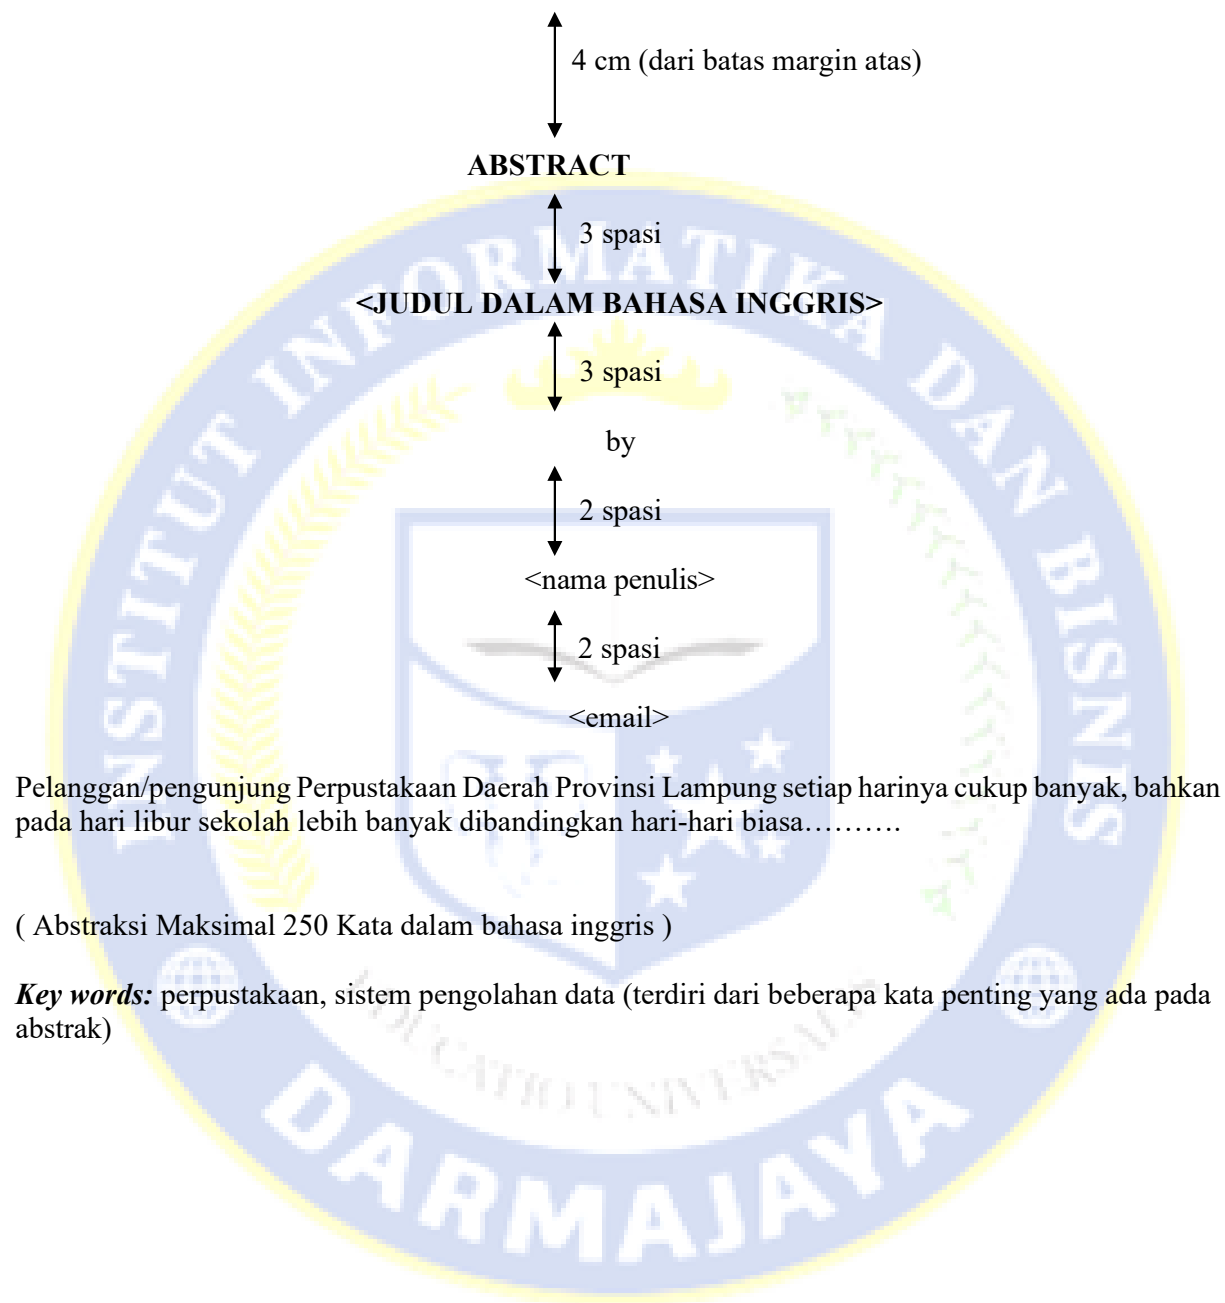 4 cm (dari batas margin atas)
ABSTRACT
3 spasi
<JUDUL DALAM BAHASA INGGRIS>
3 spasi
by
2 spasi
<nama penulis>
2 spasi
<email>
Pelanggan/pengunjung Perpustakaan Daerah Provinsi Lampung setiap harinya cukup banyak, bahkan
pada hari libur sekolah lebih banyak dibandingkan hari-hari biasa……….
( Abstraksi Maksimal 250 Kata dalam bahasa inggris )
Key words: perpustakaan, sistem pengolahan data (terdiri dari beberapa kata penting yang ada pada
abstrak)
INSTITUT INFORMATIKA DAN BISNIS
EDUCATIO UNIVERSALIS
DARMAJAYA